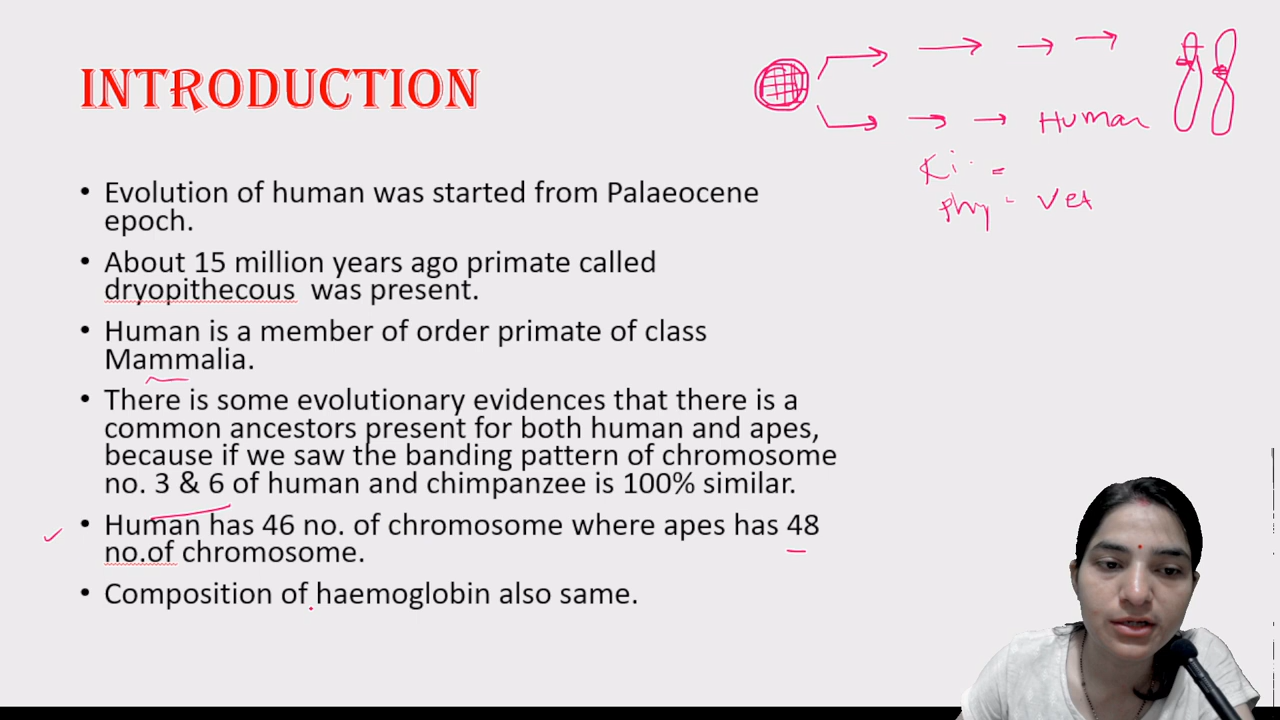 INTRODUCTION
Human
Ki. =
Phy = Vet
• Evolution of human was started from Palaeocene
epoch.
• About 15 million years ago primate called
dryopithecous was present.
• Human is a member of order primate of class
Mammalia.
• There is some evolutionary evidences that there is a
common ancestors present for both human and apes,
because if we saw the banding pattern of chromosome
no. 3 & 6 of human and chimpanzee is 100% similar.
• Human has 46 no. of chromosome where apes has 48
no.of chromosome.
• Composition of haemoglobin also same.